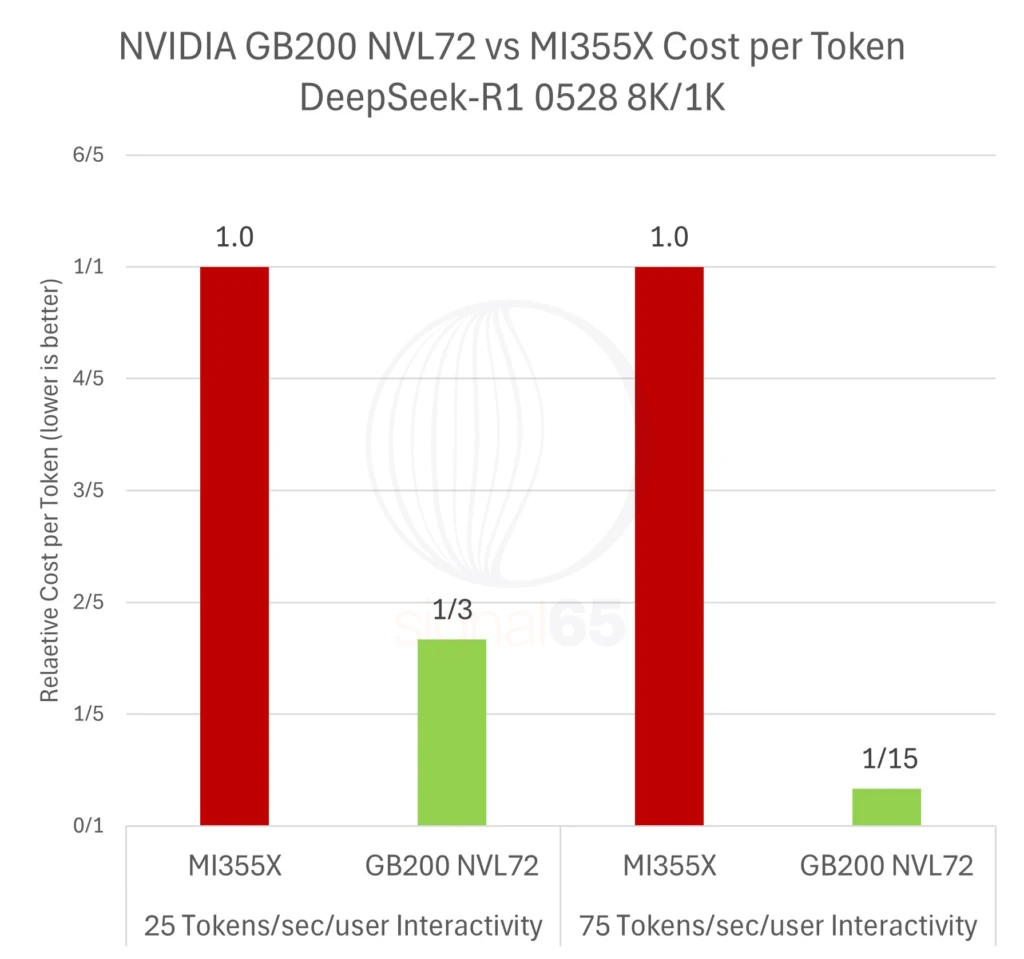 NVIDIA GB200 NVL72 vs MI355X Cost per Token
DeepSeek-R1 0528 8K/1K
Relaetive Cost per Token (lower is better)
6/5
1/1
4/5
3/5
2/5
1/5
0/1
1.0
1/3
1.0
1/15
signal65
MI355X
GB200 NVL72
MI355X
GB200 NVL72
25 Tokens/sec/user Interactivity
75 Tokens/sec/user Interactivity